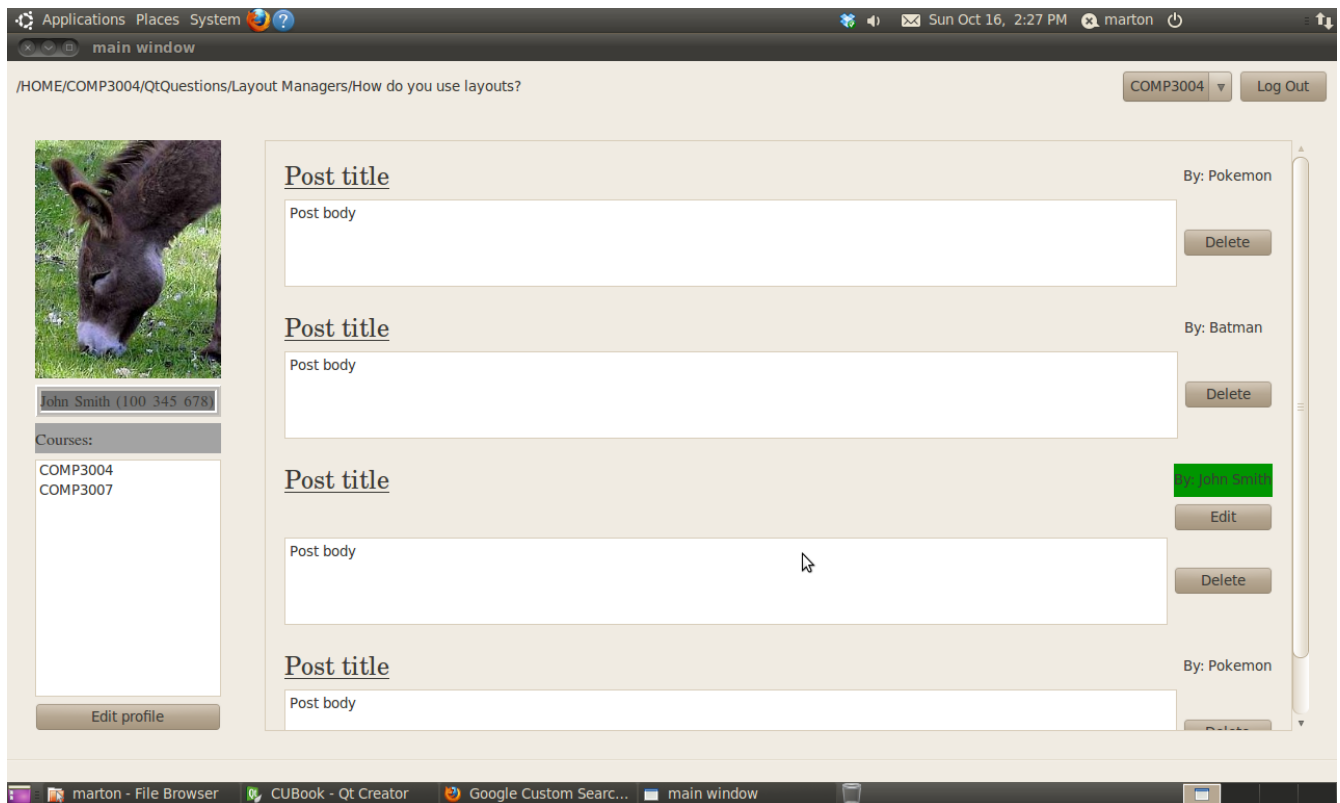 Applications Places System ? Sun Oct 16, 2:27 PM marton
main window
/HOME/COMP3004/QtQuestions/Layout Managers/How do you use layouts?
COMP3004 Log Out
John Smith (100 345 678)
Courses:
COMP3004
COMP3007
Edit profile
Post title By: Pokemon
Post body
Delete
Post title By: Batman
Post body
Delete
Post title By: John Smith
Edit
Post body
Delete
Post title By: Pokemon
Post body
Delete
marton - File Browser CUBook - Qt Creator Google Custom Searc... main window